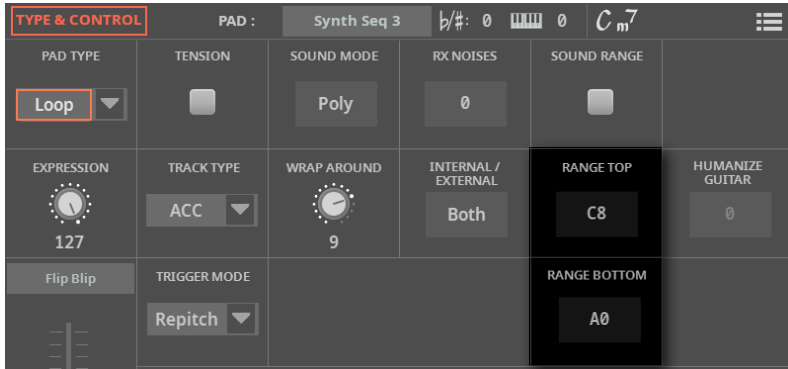 TYPE & CONTROL PAD : Synth Seq 3 ♭/♯: 0 0 Cm7
PAD TYPE TENSION SOUND MODE RX NOISES SOUND RANGE
Loop Poly 0
EXPRESSION TRACK TYPE WRAP AROUND INTERNAL / EXTERNAL RANGE TOP HUMANIZE GUITAR
ACC Both C8 0
127 9
Flip Blip TRIGGER MODE RANGE BOTTOM
Repitch A0